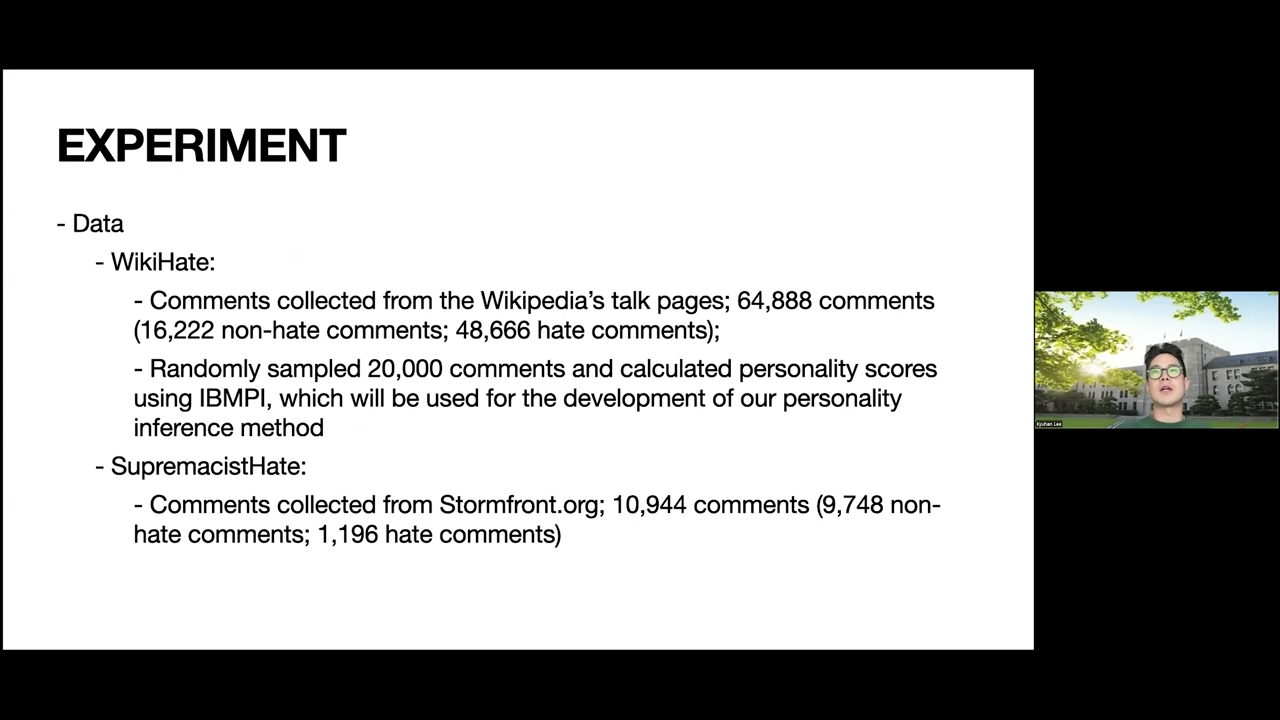 EXPERIMENT
- Data
- WikiHate:
- Comments collected from the Wikipedia’s talk pages; 64,888 comments
(16,222 non-hate comments; 48,666 hate comments);
- Randomly sampled 20,000 comments and calculated personality scores
using IBMPI, which will be used for the development of our personality
inference method
- SupremacistHate:
- Comments collected from Stormfront.org; 10,944 comments (9,748 non-
hate comments; 1,196 hate comments)
Kyuhan Lee